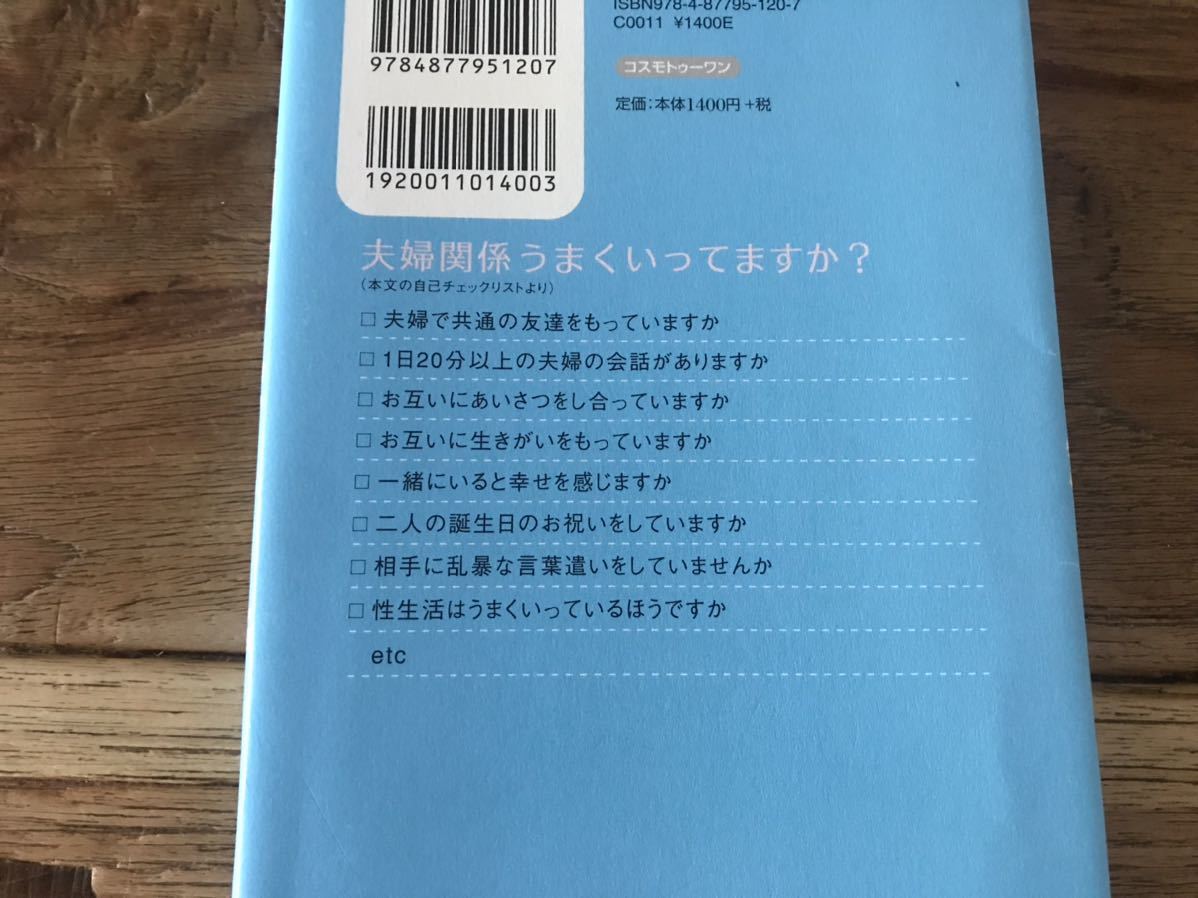 ISBN978-4-87795-120-7
C0011 ¥1400E
9784877951207
コスモトゥーワン
定価:本体1400円+税
1920011014003
夫婦関係うまくいってますか?
(本文の自己チェックリストより)
□ 夫婦で共通の友達をもっていますか
□ 1日20分以上の夫婦の会話がありますか
□ お互いにあいさつをし合っていますか
□ お互いに生きがいをもっていますか
□ 一緒にいると幸せを感じますか
□ 二人の誕生日のお祝いをしていますか
□ 相手に乱暴な言葉遣いをしていませんか
□ 性生活はうまくいっているほうですか
etc